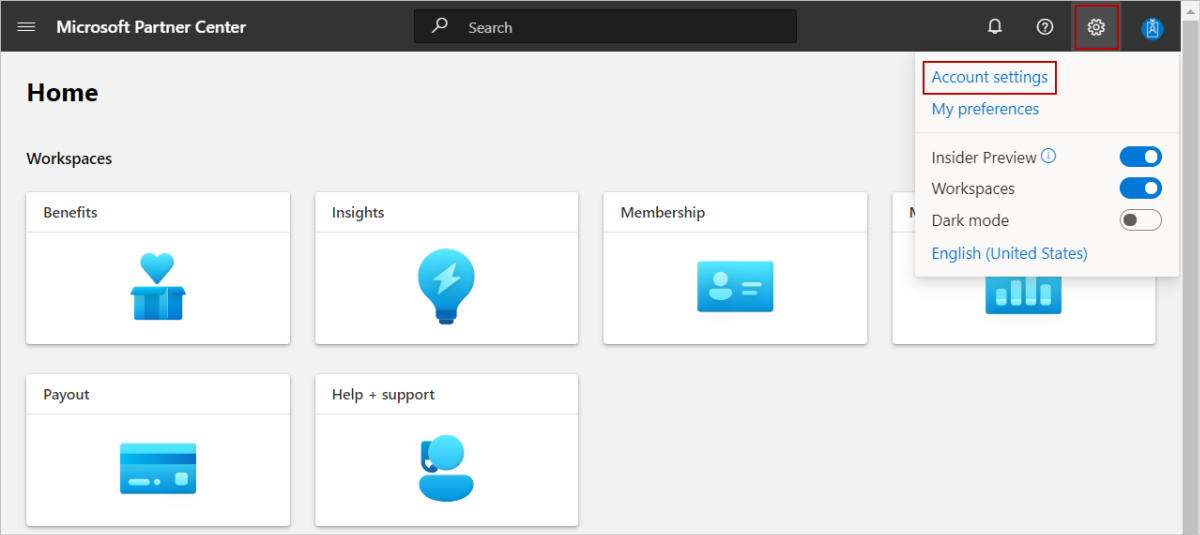 Microsoft Partner Center
Search
Account settings
My preferences
Insider Preview
Workspaces
Dark mode
English (United States)
Home
Workspaces
Benefits
Insights
Membership
Payout
Help + support